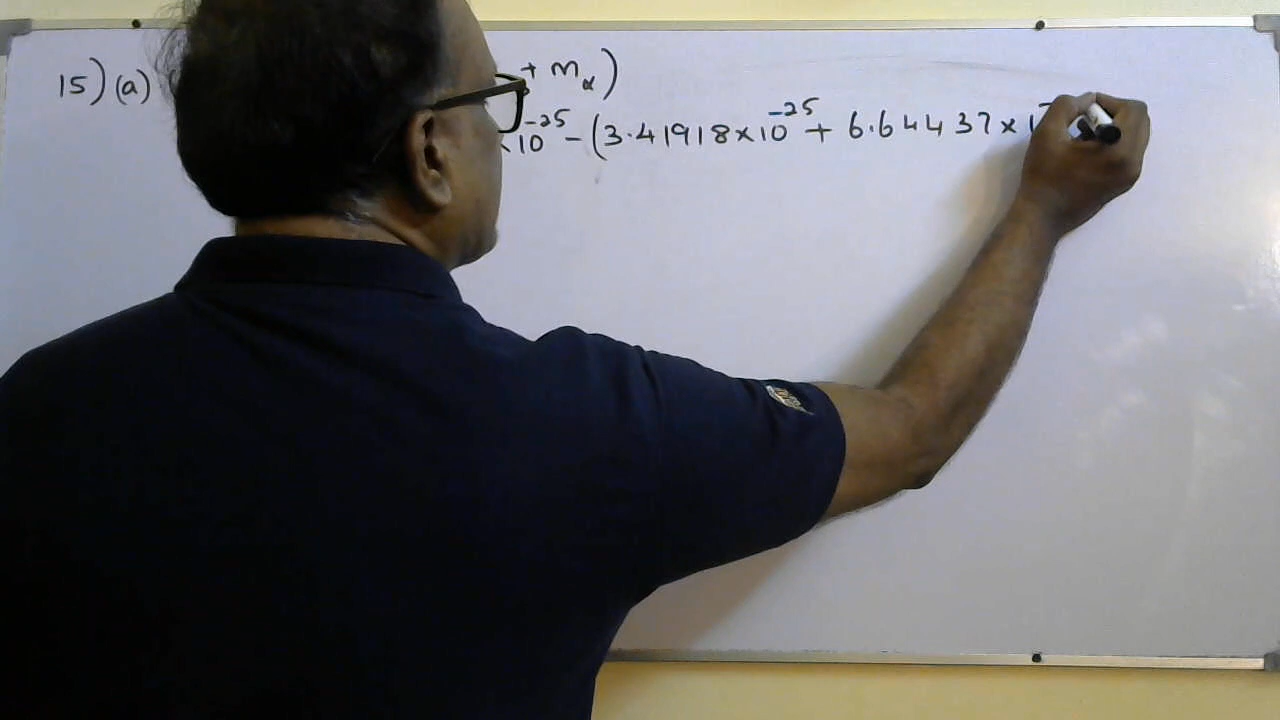 15) (a) + mα)
×10⁻²⁵ − (3.41918×10⁻²⁵ + 6.64437×1